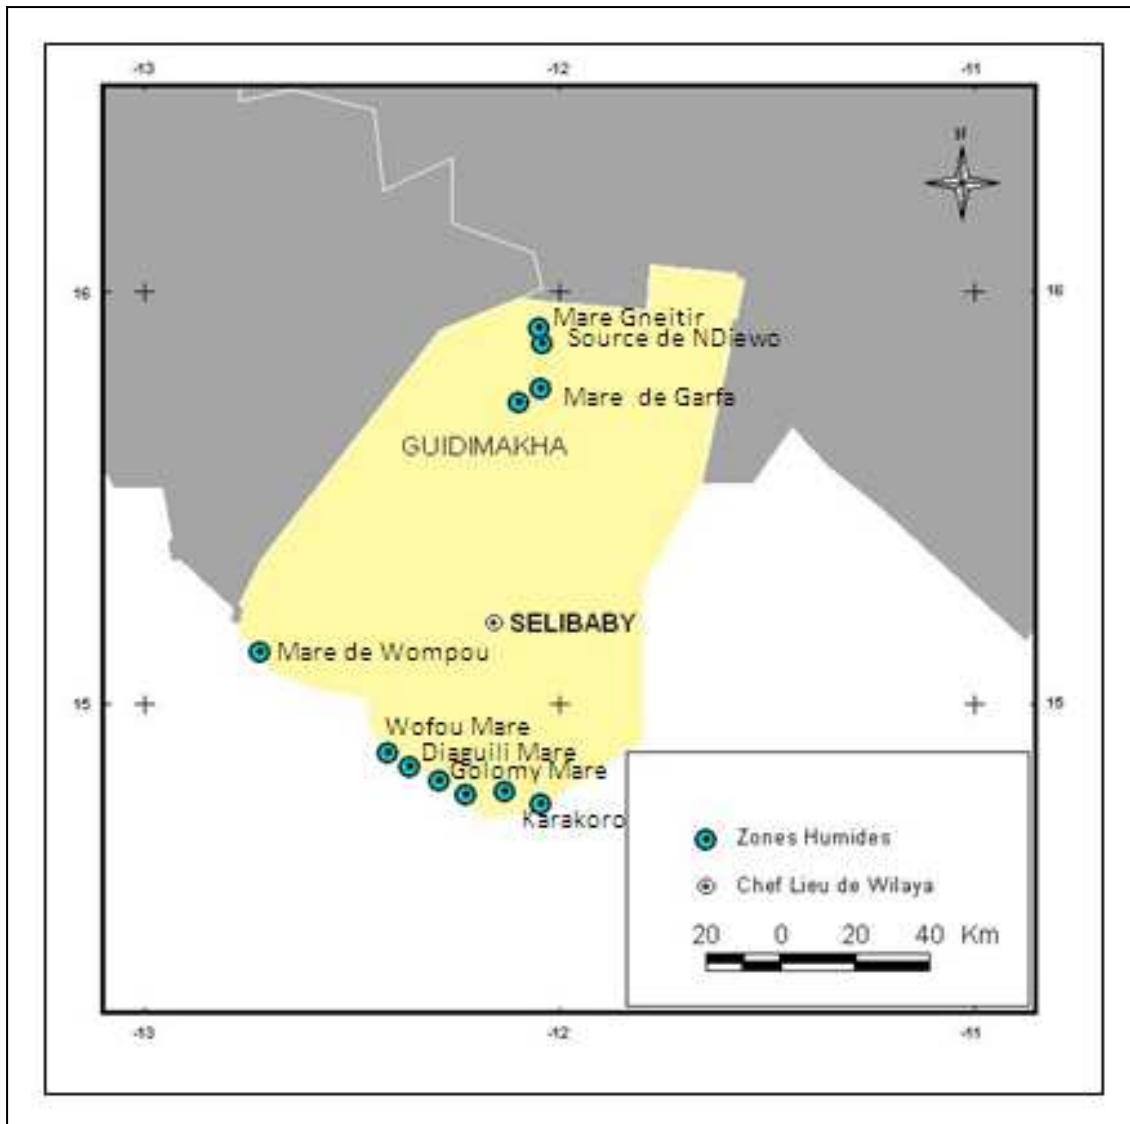 -13 -12 -11
N
16 16
Mare Gneitir
Source de NDiewo
Mare de Garfa
GUIDIMAKHA
SELIBABY
Mare de Wompou
15 15
Wofou Mare
Diaguili Mare
Golomy Mare
Karakoro
Zones Humides
Chef Lieu de Wilaya
20 0 20 40 Km
-13 -12 -11